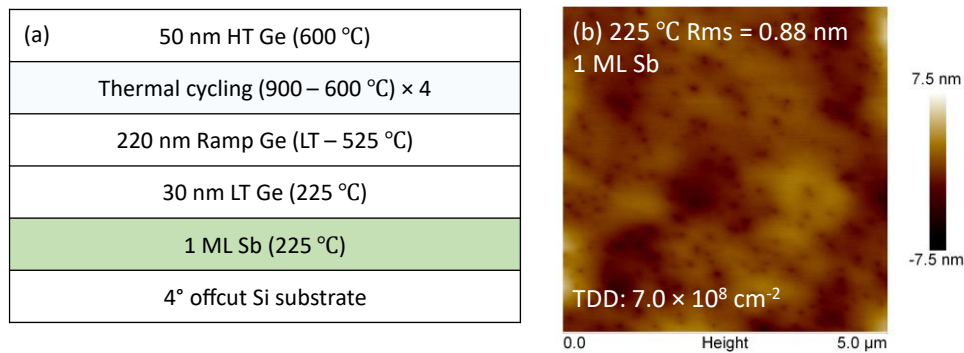 (a)
50 nm HT Ge (600 ℃)
Thermal cycling (900 – 600 ℃) × 4
220 nm Ramp Ge (LT – 525 ℃)
30 nm LT Ge (225 ℃)
1 ML Sb (225 ℃)
4° offcut Si substrate
(b) 225 ℃ Rms = 0.88 nm
1 ML Sb
TDD: 7.0 × 10⁸ cm⁻²
0.0 Height 5.0 µm
7.5 nm
-7.5 nm